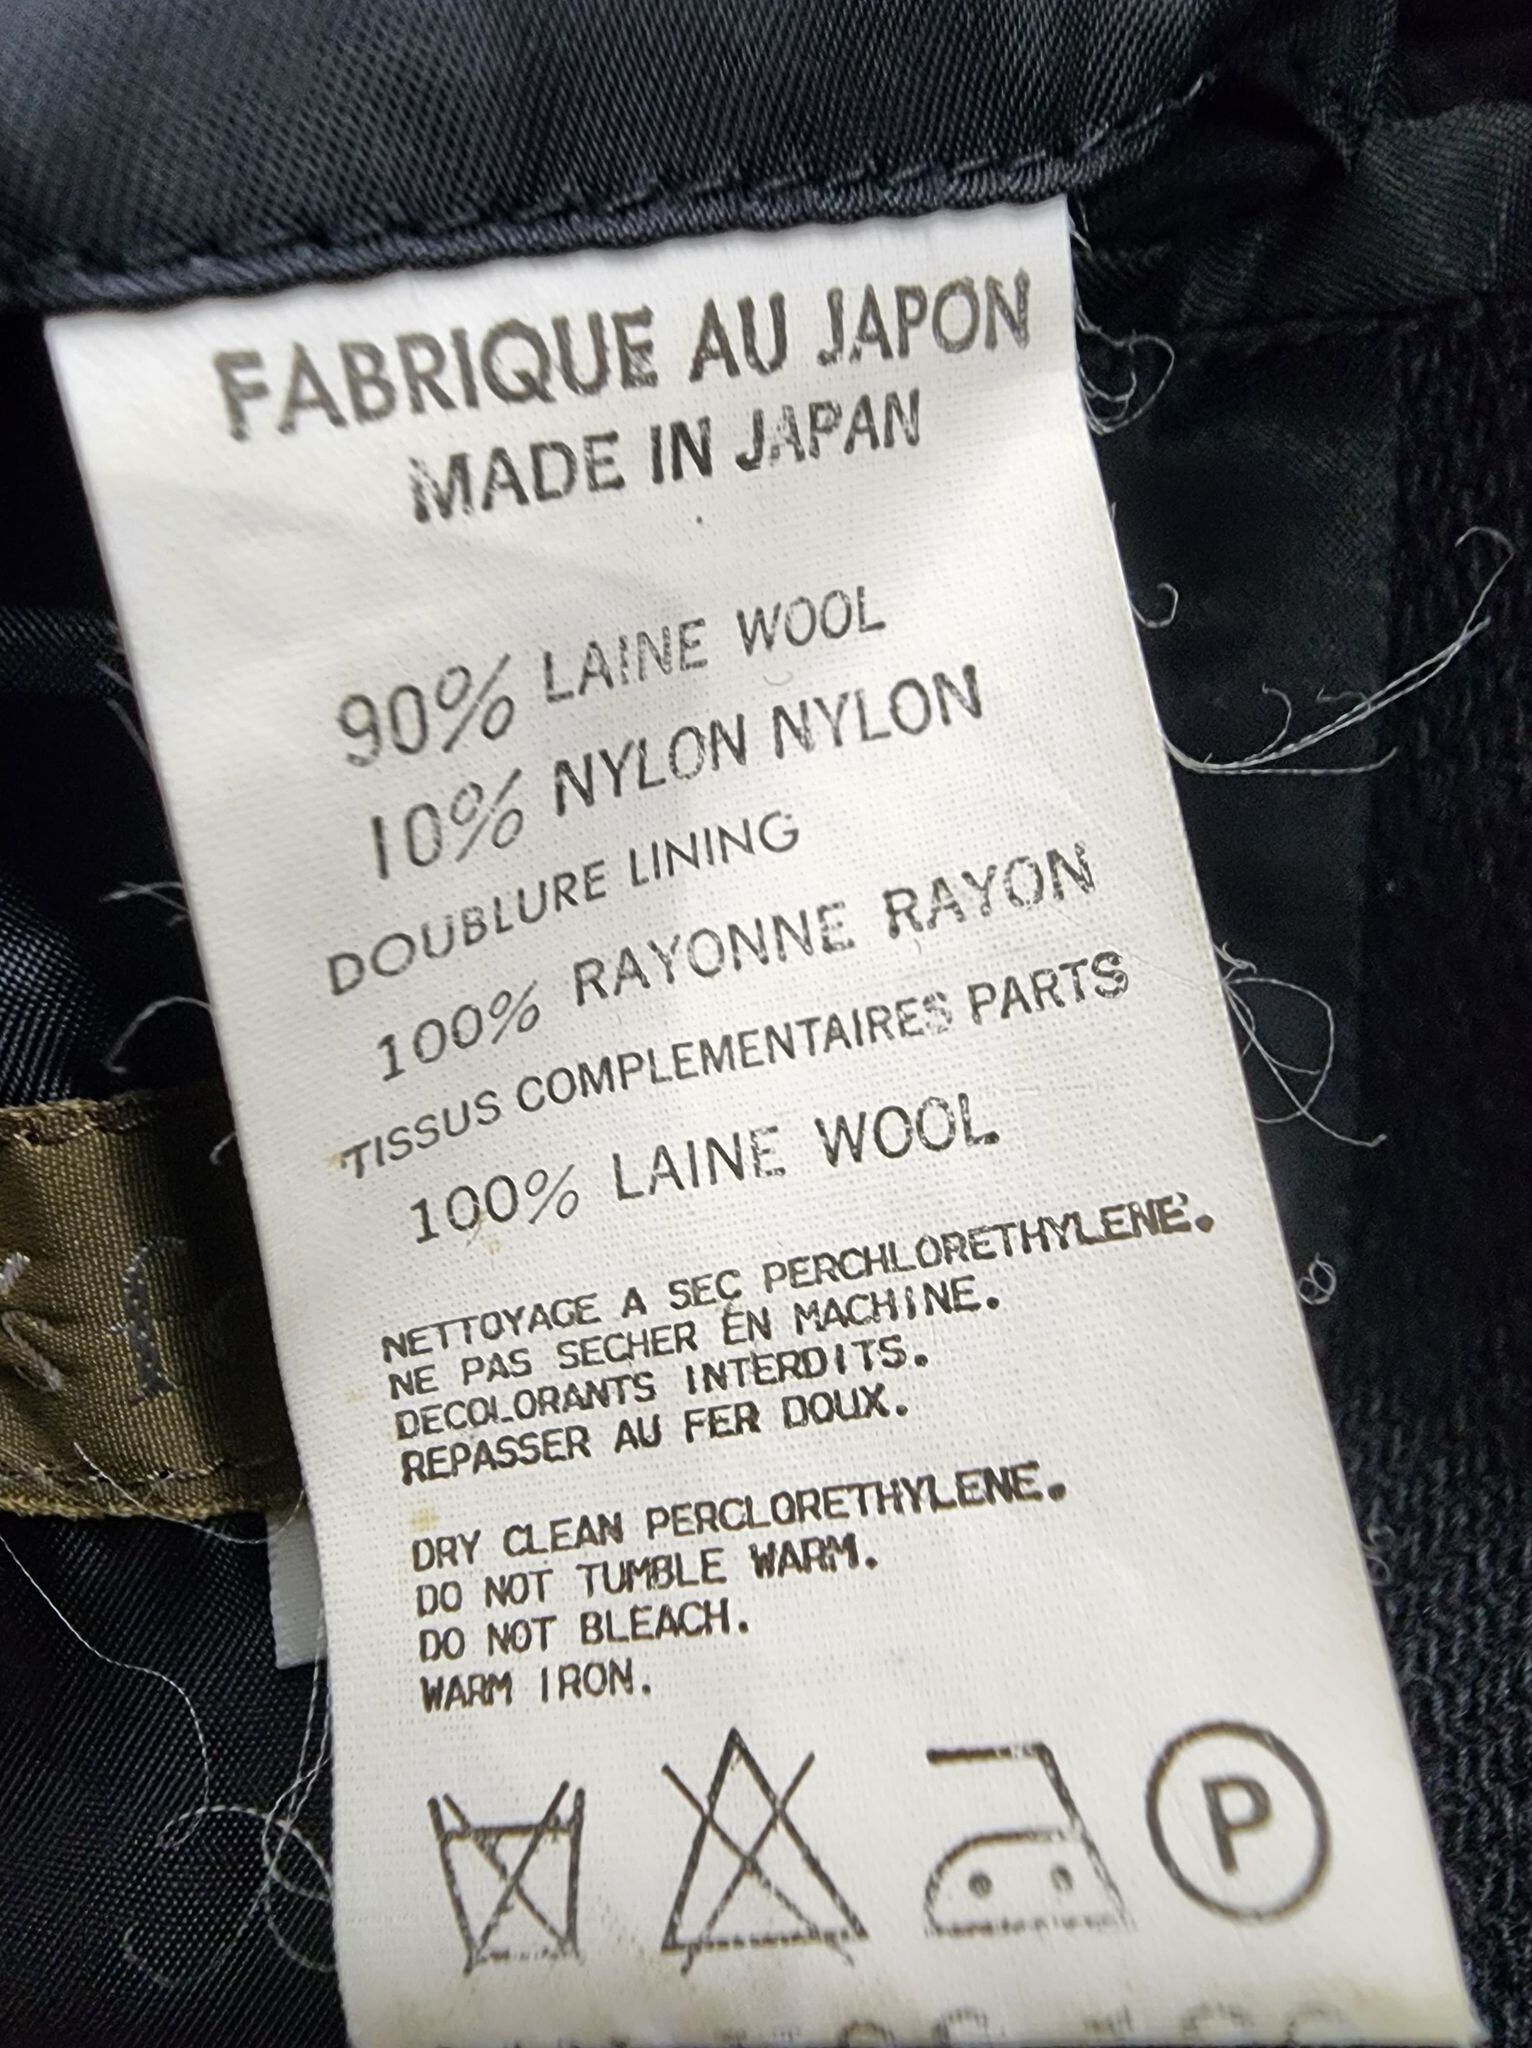 FABRIQUE AU JAPON
MADE IN JAPAN
90% LAINE WOOL
10% NYLON NYLON
DOUBLURE LINING
100% RAYONNE RAYON
TISSUS COMPLEMENTAIRES PARTS
100% LAINE WOOL
NETTOYAGE A SEC PERCHLORETHYLENE.
NE PAS SECHER EN MACHINE.
DECOLORANTS INTERDITS.
REPASSER AU FER DOUX.
DRY CLEAN PERCLORETHYLENE.
DO NOT TUMBLE WARM.
DO NOT BLEACH.
WARM IRON.
P